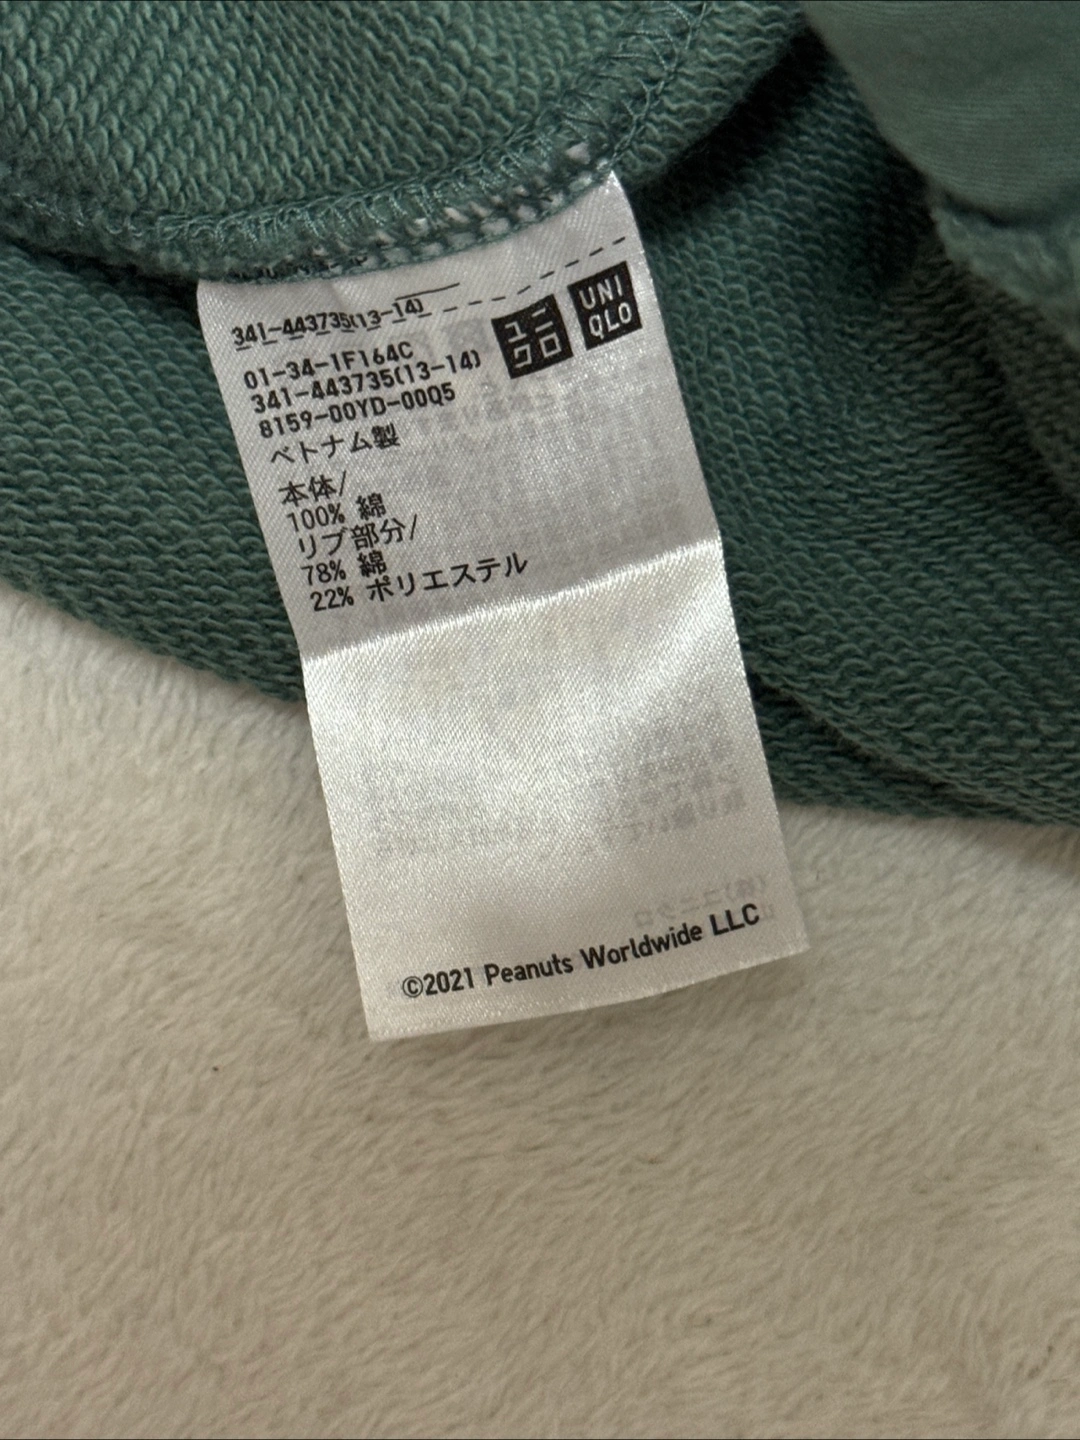 341-443735(13-14)
ユニ
クロ
UNI
QLO
01-34-1F164C
341-443735(13-14)
8159-00YD-00Q5
ベトナム製
本体/
100% 綿
リブ部分/
78% 綿
22% ポリエステル
©2021 Peanuts Worldwide LLC